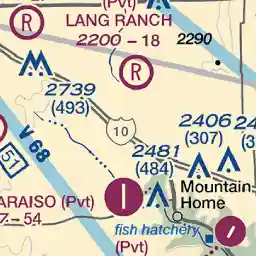 (Pvt)
LANG RANCH
2200 – 18
2290
R
R
2739
(493)
10
2406
(307)
V 68
51
2481
(484)
Mountain
Home
ARAISO (Pvt)
7 – 54
fish hatchery
(Pvt)